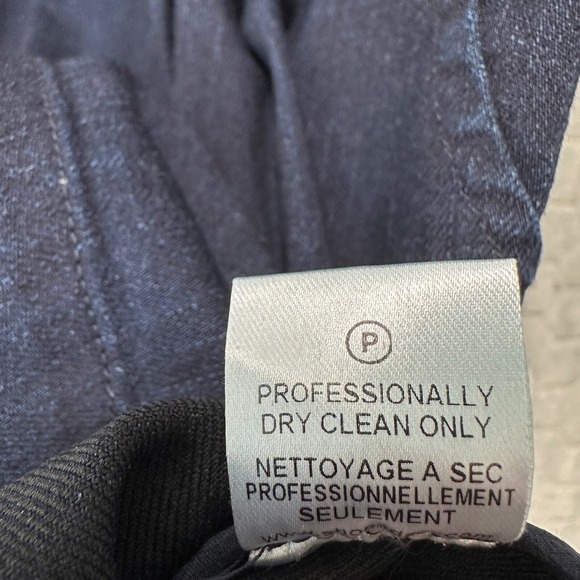 P
PROFESSIONALLY
DRY CLEAN ONLY
NETTOYAGE A SEC
PROFESSIONNELLEMENT
SEULEMENT